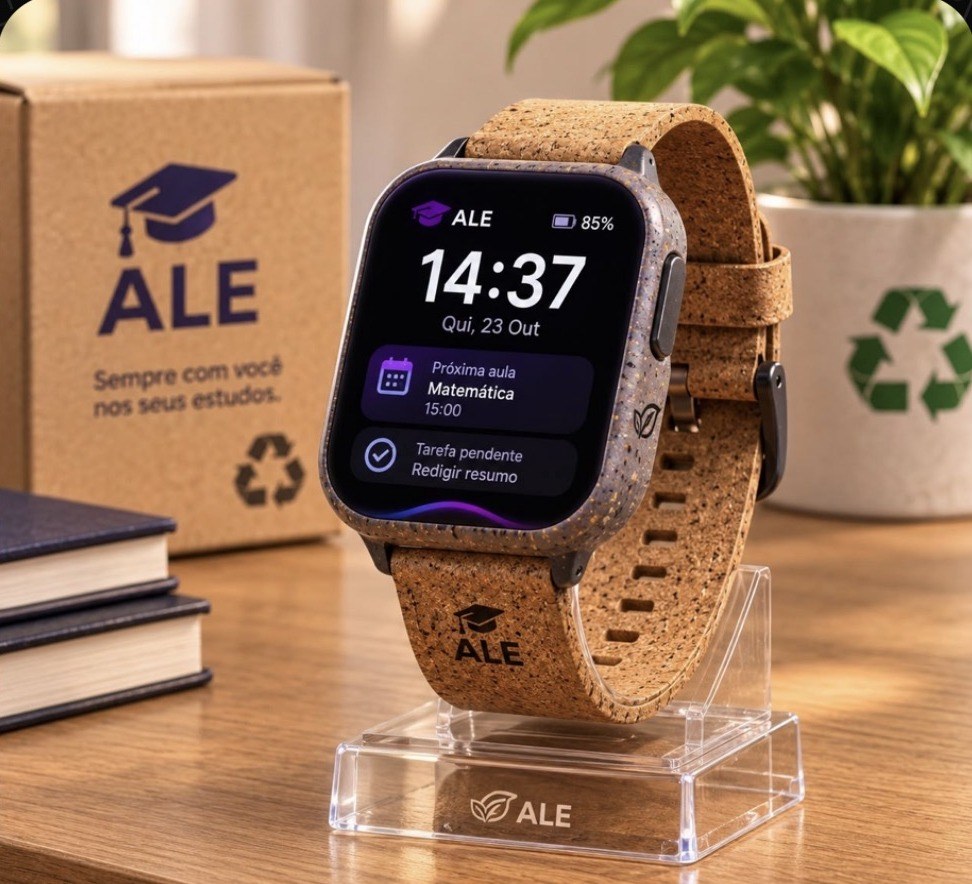 ALE
Sempre com você
nos seus estudos.
ALE
85%
14:37
Qui, 23 Out
Próxima aula
Matemática
15:00
Tarefa pendente
Redigir resumo
ALE
ALE